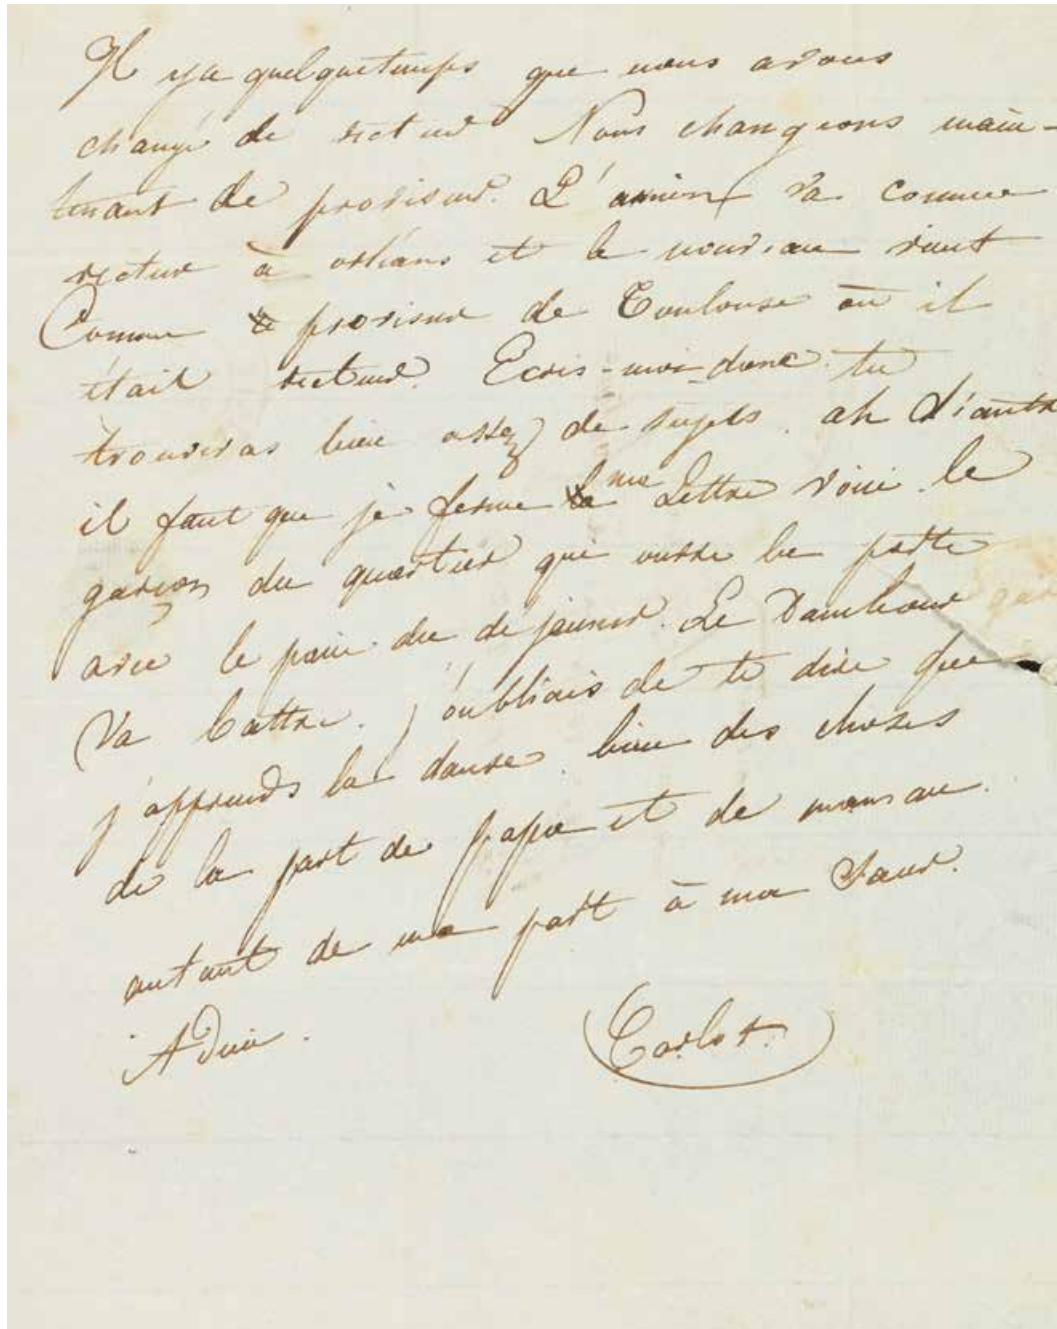 Il y a quelque temps que nous avons
changé de recteur Nous changeons main-
tenant de proviseur. L'ancien va comme
recteur à orléans et le nouveau vient
Comme proviseur de Toulouse où il
était recteur. Ecris-moi donc. tu
trouveras bien assez de sujets. ah diantre
il faut que je ferme ma Lettre voici le
garçon du quartier que ouvre la porte
avec le pain du dejeuner. Le Tambour
Va battre. J'oubliais de te dire que
j'apprends la danse. bien des choses
de la part de papa et de maman.
autant de ma part à ma Sœur.
Adieu.
Carlot.